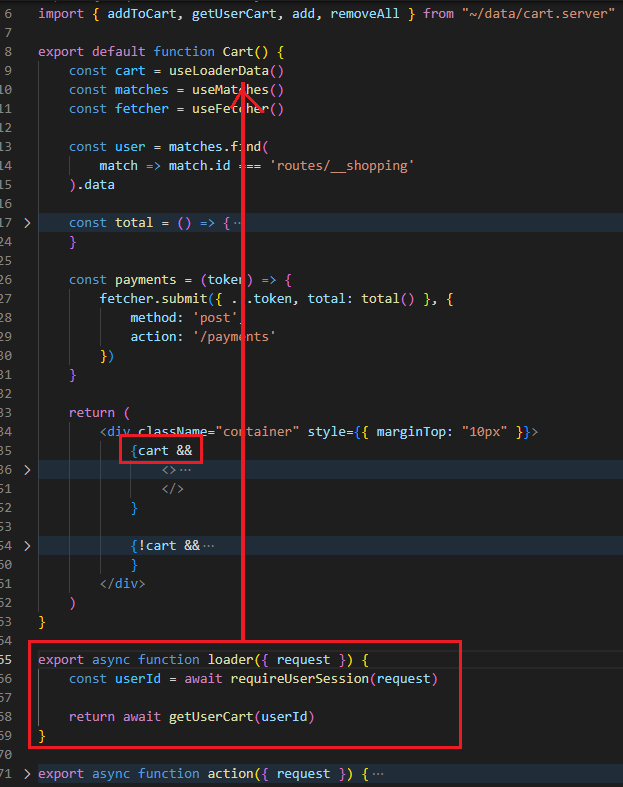 6 import { addToCart, getUserCart, add, removeAll } from "~/data/cart.server"
7
8 export default function Cart() {
9 const cart = useLoaderData()
10 const matches = useMatches()
11 const fetcher = useFetcher()
12
13 const user = matches.find(
14 match => match.id === 'routes/__shopping'
15 ).data
16
17 > const total = () => { ···
24 }
25
26 const payments = (token) => {
27 fetcher.submit({ ...token, total: total() }, {
28 method: 'post',
29 action: '/payments'
30 })
31 }
32
33 return (
34 <div className="container" style={{ marginTop: "10px" }}>
35 {cart &&
36 > <> ···
51 </>
52 }
53
54 > {!cart && ···
60 }
61 </div>
62 )
63 }
64
65 export async function loader({ request }) {
66 const userId = await requireUserSession(request)
67
68 return await getUserCart(userId)
69 }
70
71 > export async function action({ request }) { ···